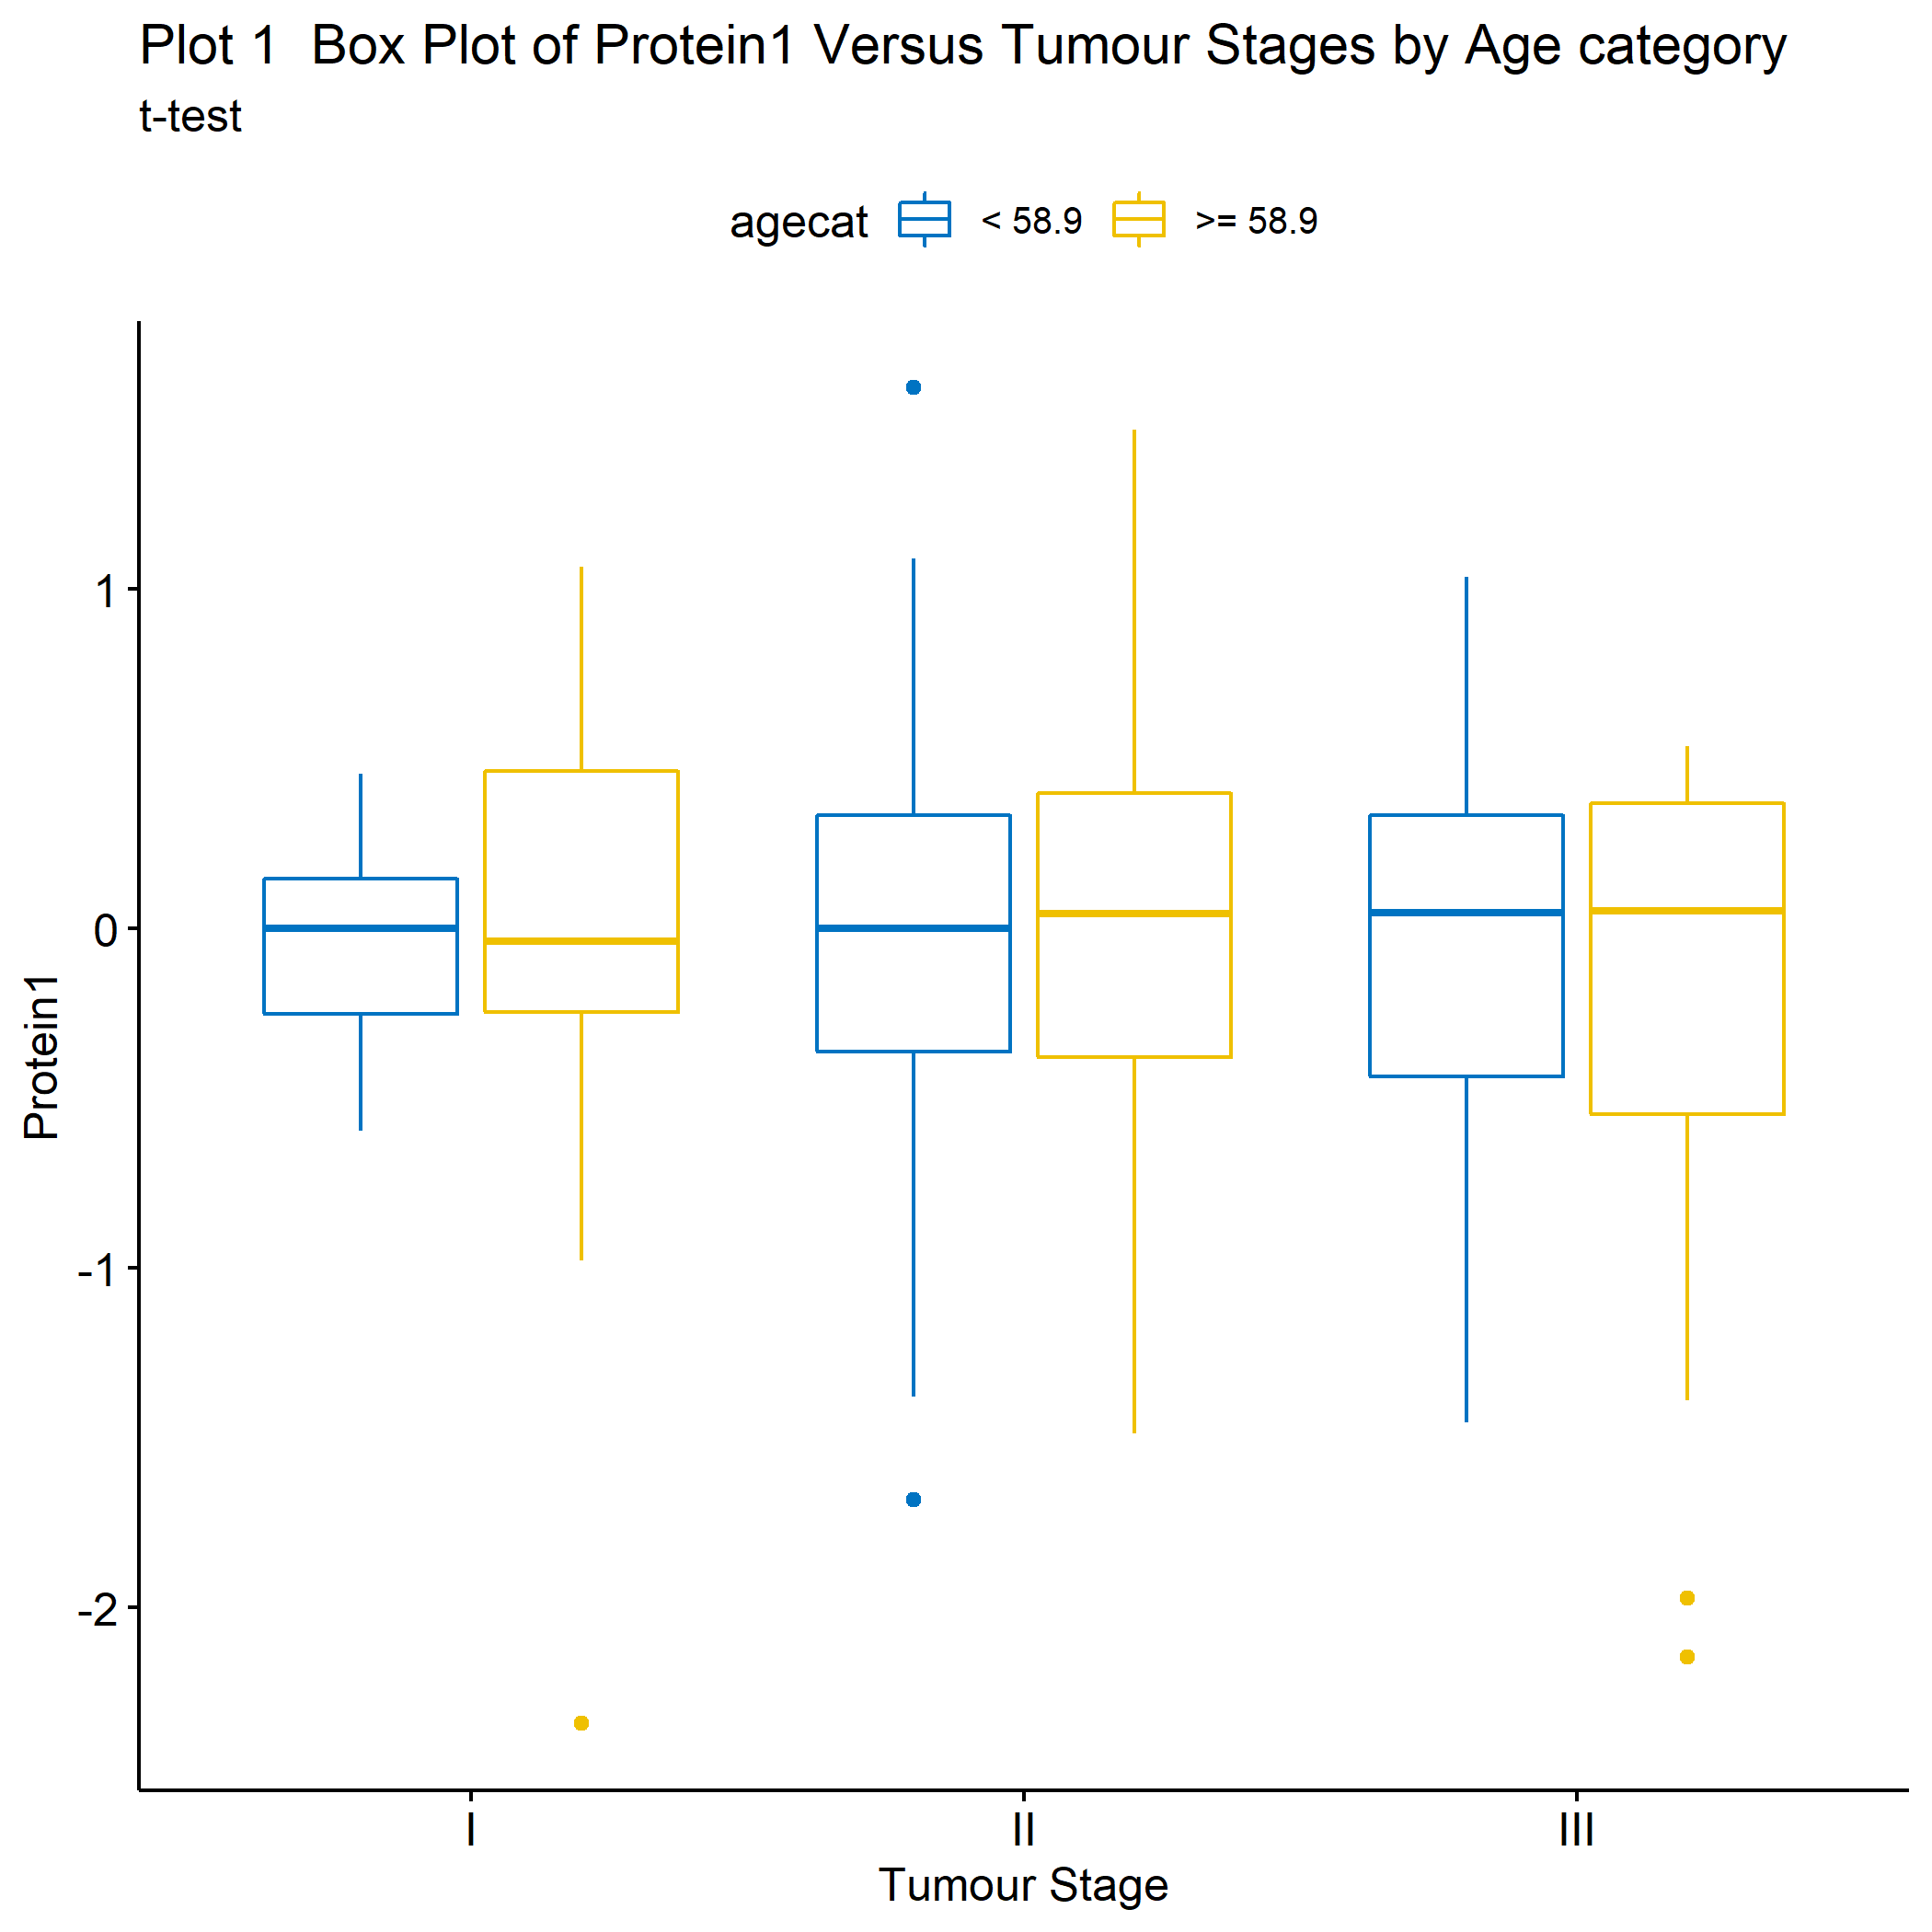 Plot 1  Box Plot of Protein1 Versus Tumour Stages by Age category
t-test
agecat < 58.9 >= 58.9
1
0
-1
-2
Protein1
I II III
Tumour Stage